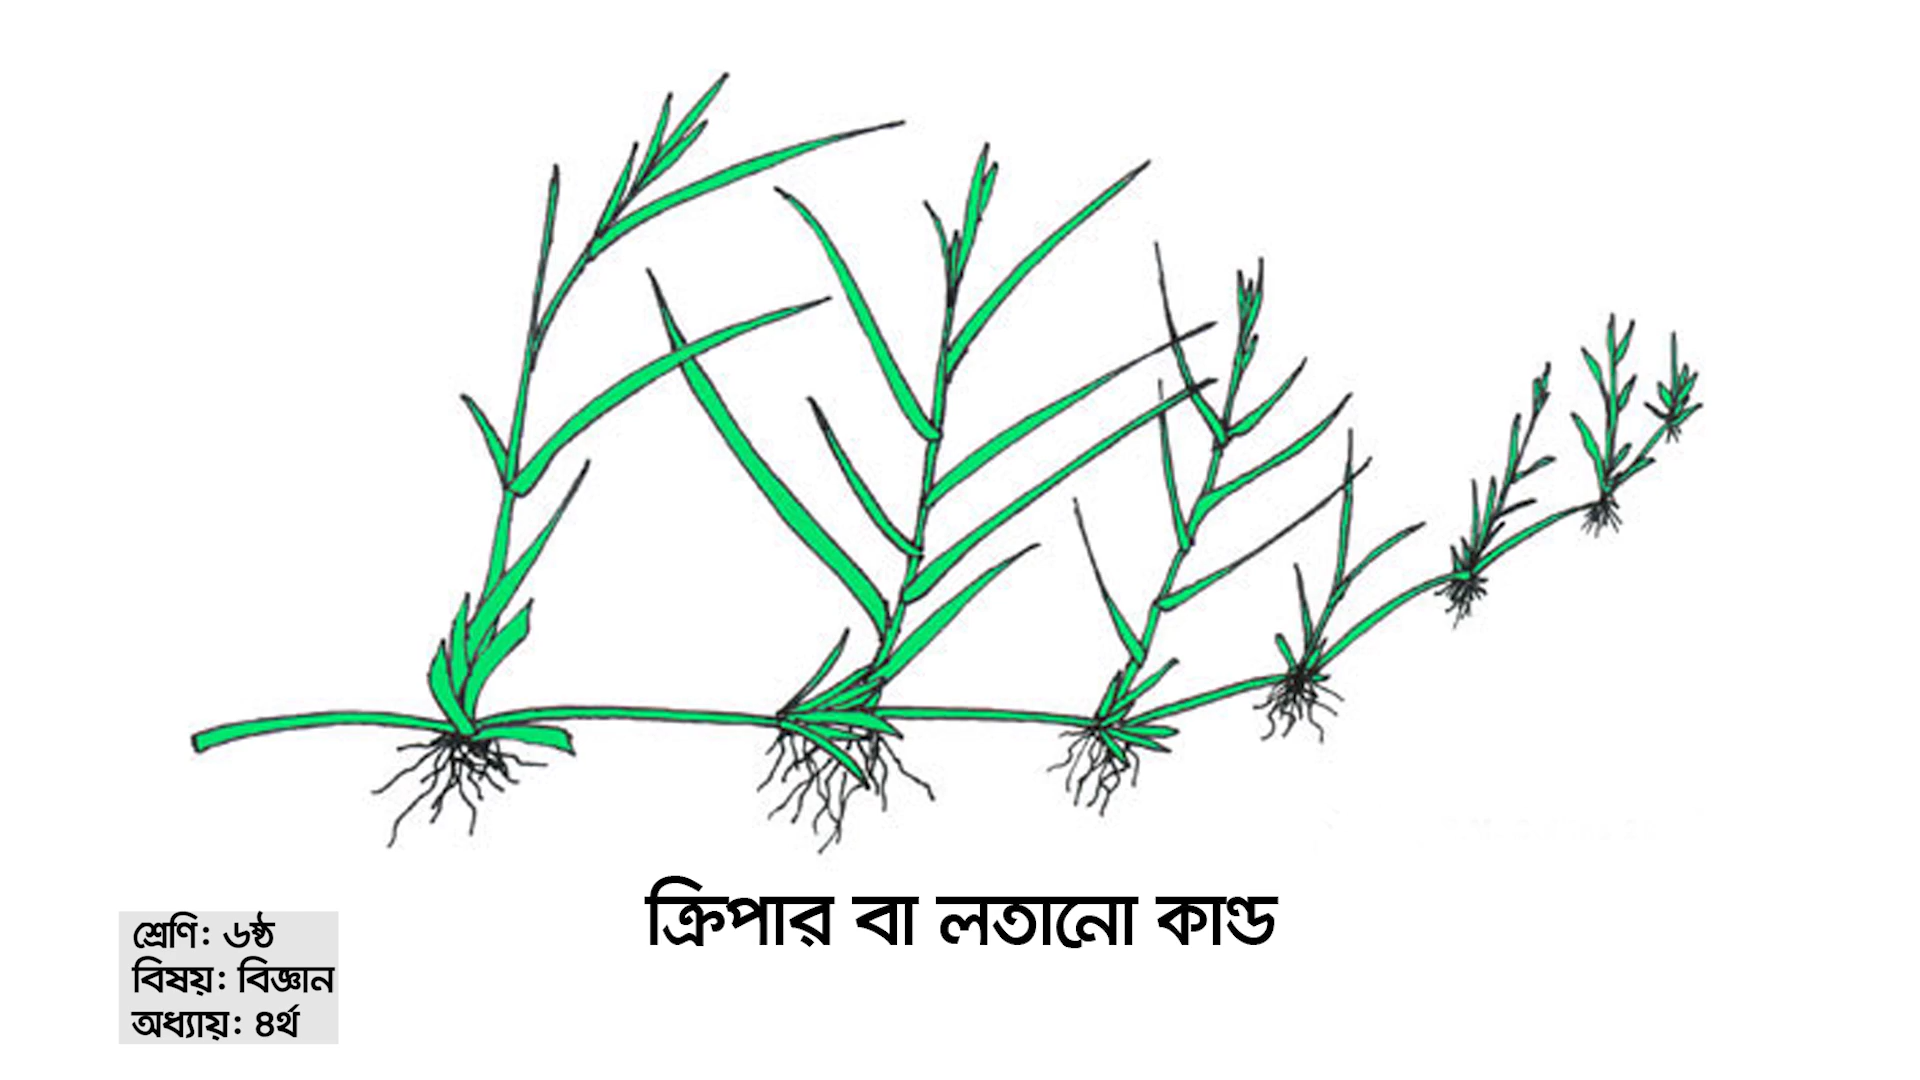 ক্রিপার বা লতানো কাণ্ড
শ্রেণি: ৬ষ্ঠ
বিষয়: বিজ্ঞান
অধ্যায়: ৪র্থ